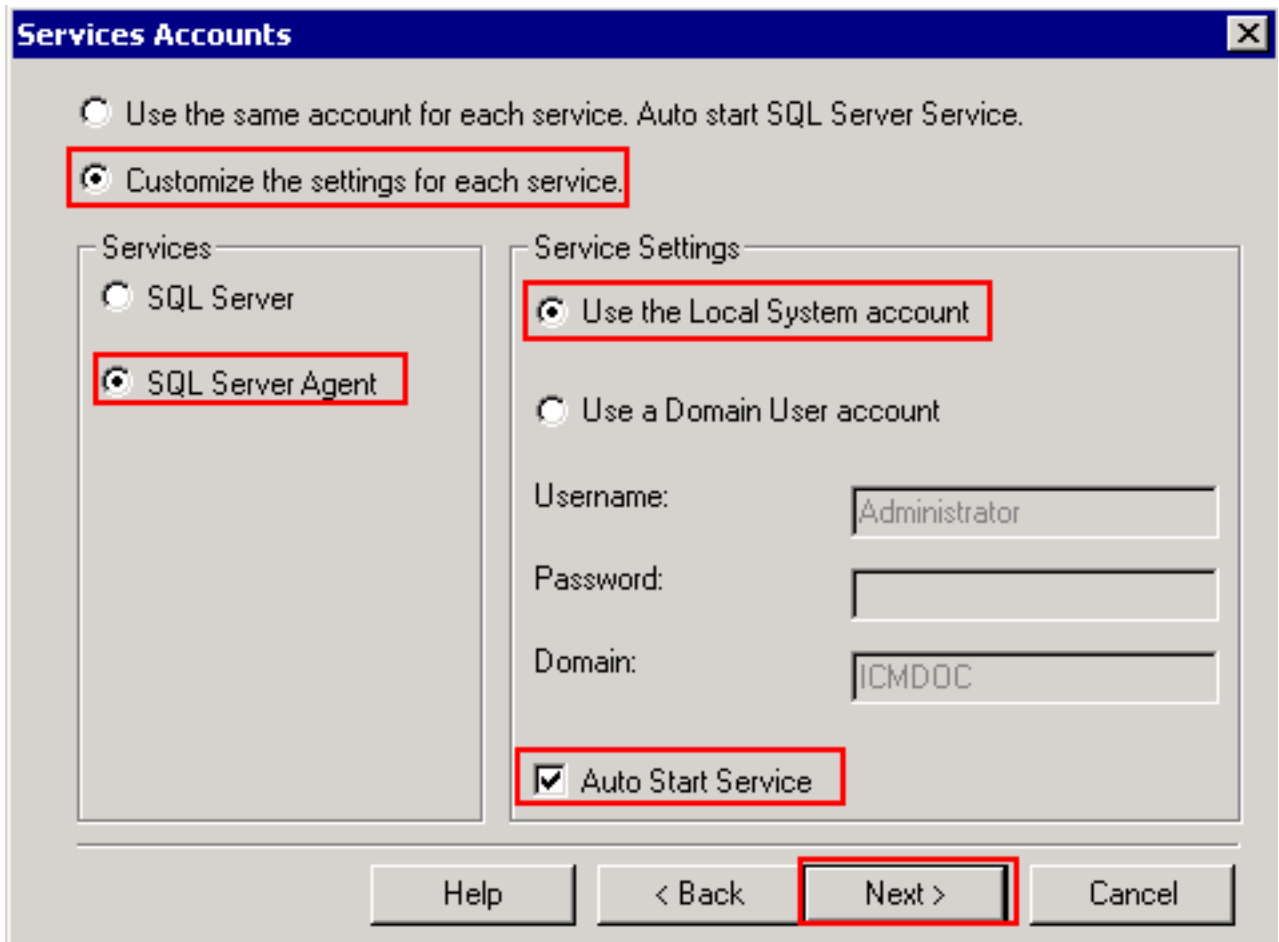 Services Accounts
Use the same account for each service. Auto start SQL Server Service.
Customize the settings for each service.
Services
SQL Server
SQL Server Agent
Service Settings
Use the Local System account
Use a Domain User account
Username:
Administrator
Password:
Domain:
ICMDOC
Auto Start Service
Help
< Back
Next >
Cancel